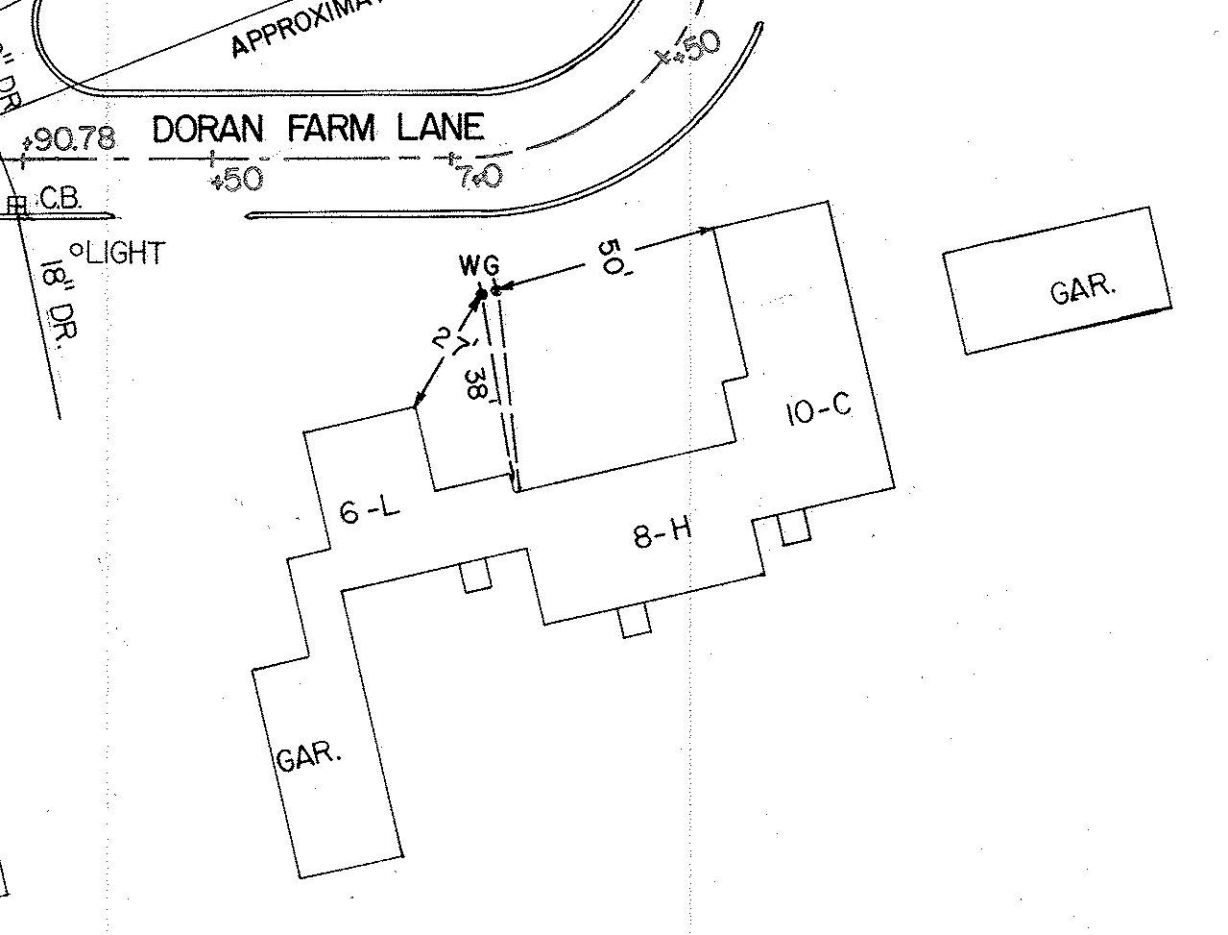 APPROXIMA
" DR
+50
+90.78
DORAN FARM LANE
+50
7+0
C.B.
LIGHT
18" DR.
WG
50'
27'
38'
GAR.
10-C
6-L
8-H
GAR.